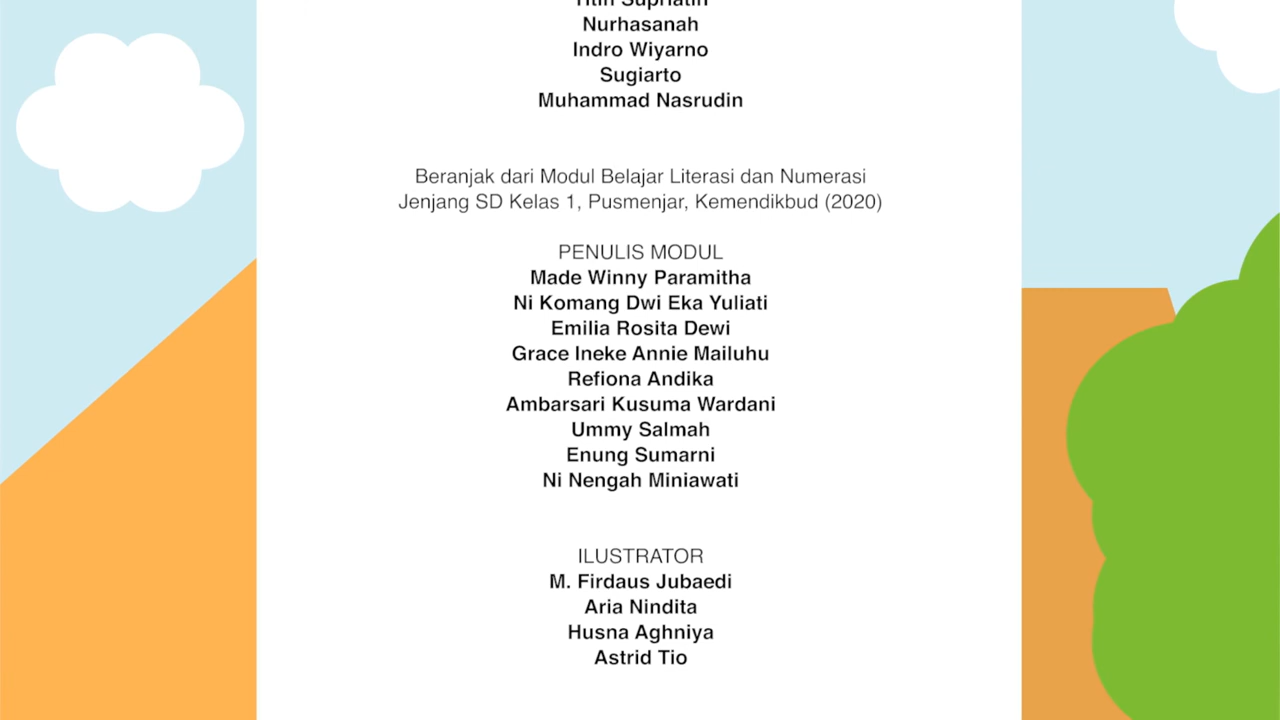 Titin Supriatin
Nurhasanah
Indro Wiyarno
Sugiarto
Muhammad Nasrudin
Beranjak dari Modul Belajar Literasi dan Numerasi
Jenjang SD Kelas 1, Pusmenjar, Kemendikbud (2020)
PENULIS MODUL
Made Winny Paramitha
Ni Komang Dwi Eka Yuliati
Emilia Rosita Dewi
Grace Ineke Annie Mailuhu
Refiona Andika
Ambarsari Kusuma Wardani
Ummy Salmah
Enung Sumarni
Ni Nengah Miniawati
ILUSTRATOR
M. Firdaus Jubaedi
Aria Nindita
Husna Aghniya
Astrid Tio